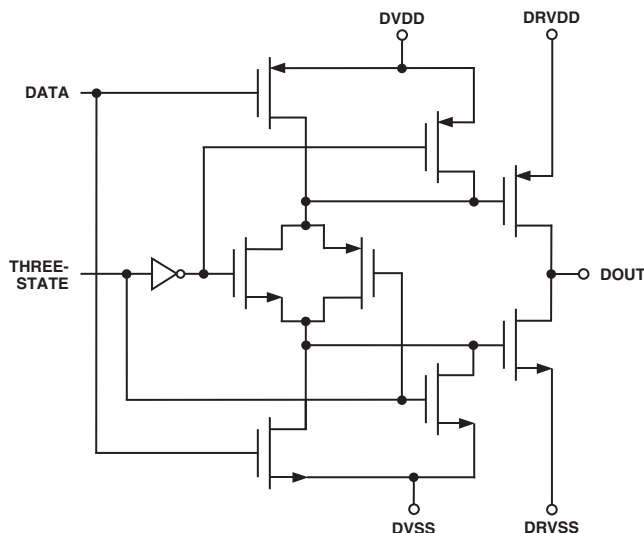 DVDD
DRVDD
DATA
THREE-
STATE
DOUT
DVSS
DRVSS